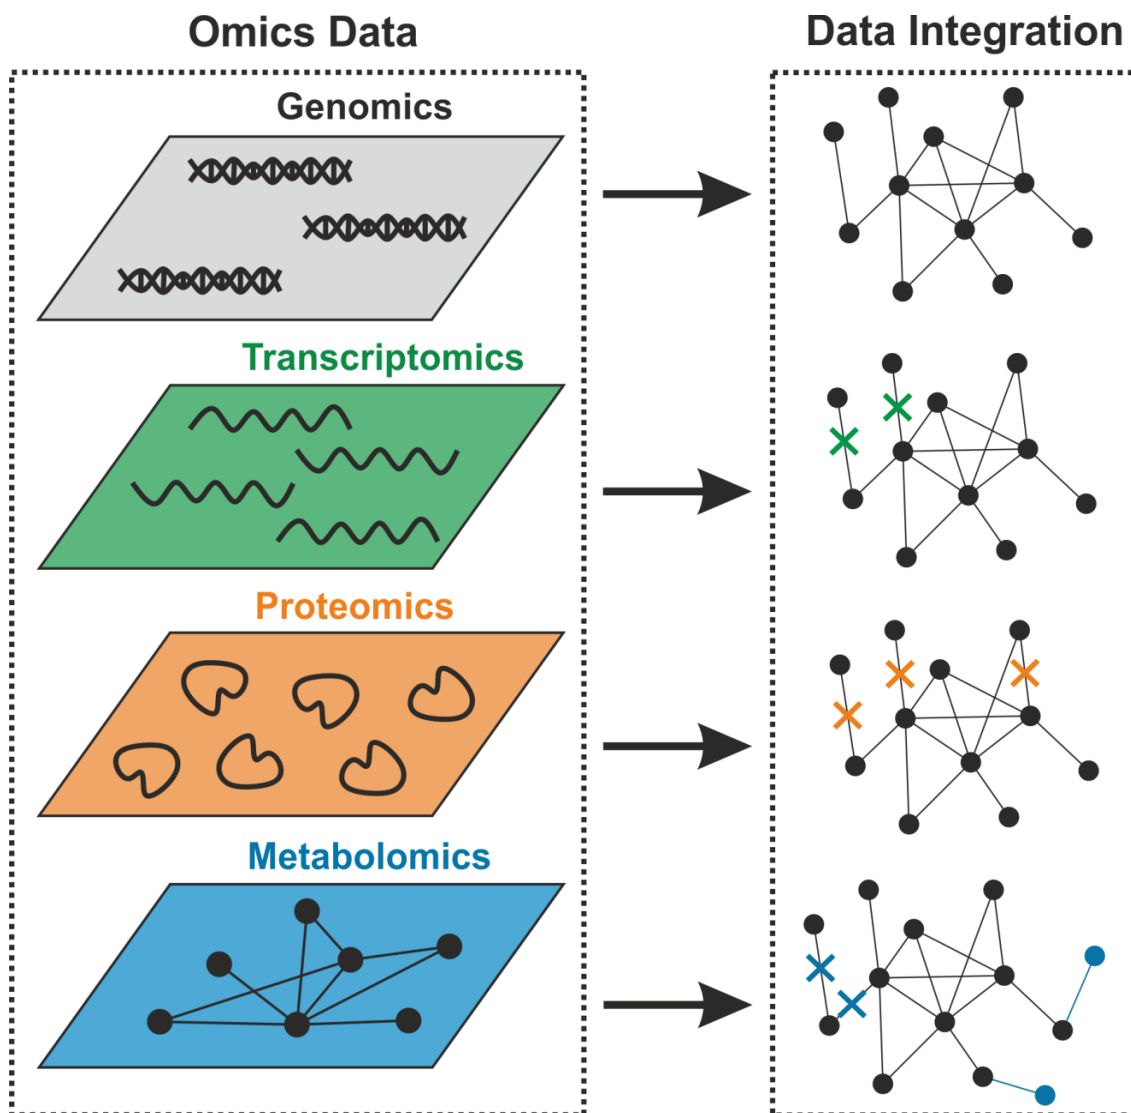 Omics Data
Data Integration
Genomics
Transcriptomics
Proteomics
Metabolomics